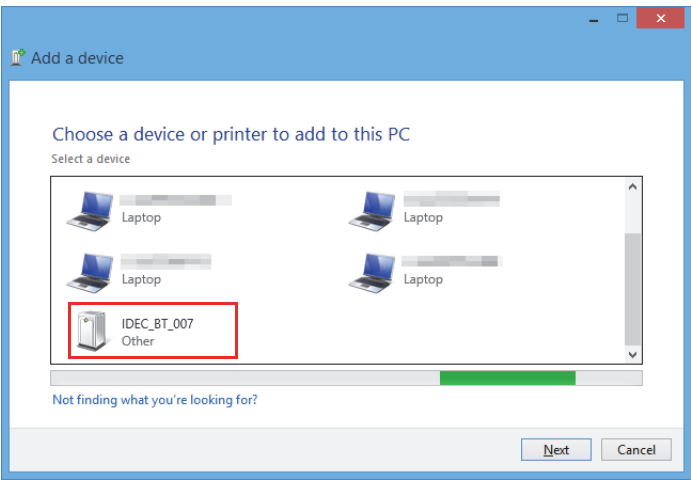 Add a device
Choose a device or printer to add to this PC
Select a device
Laptop
Laptop
Laptop
Laptop
IDEC_BT_007
Other
Not finding what you're looking for?
Next
Cancel